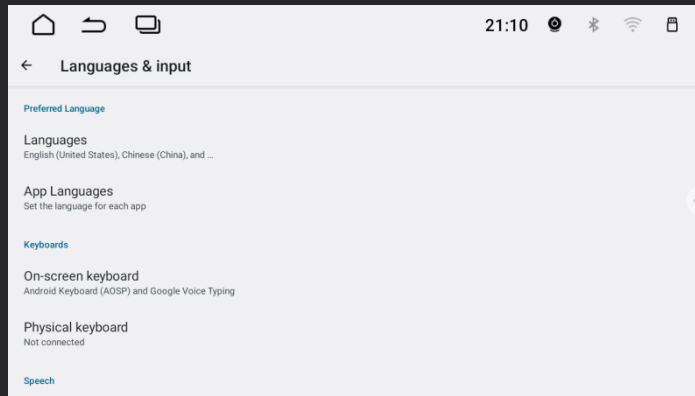 21:10
Languages & input
Preferred Language
Languages
English (United States), Chinese (China), and ...
App Languages
Set the language for each app
Keyboards
On-screen keyboard
Android Keyboard (AOSP) and Google Voice Typing
Physical keyboard
Not connected
Speech